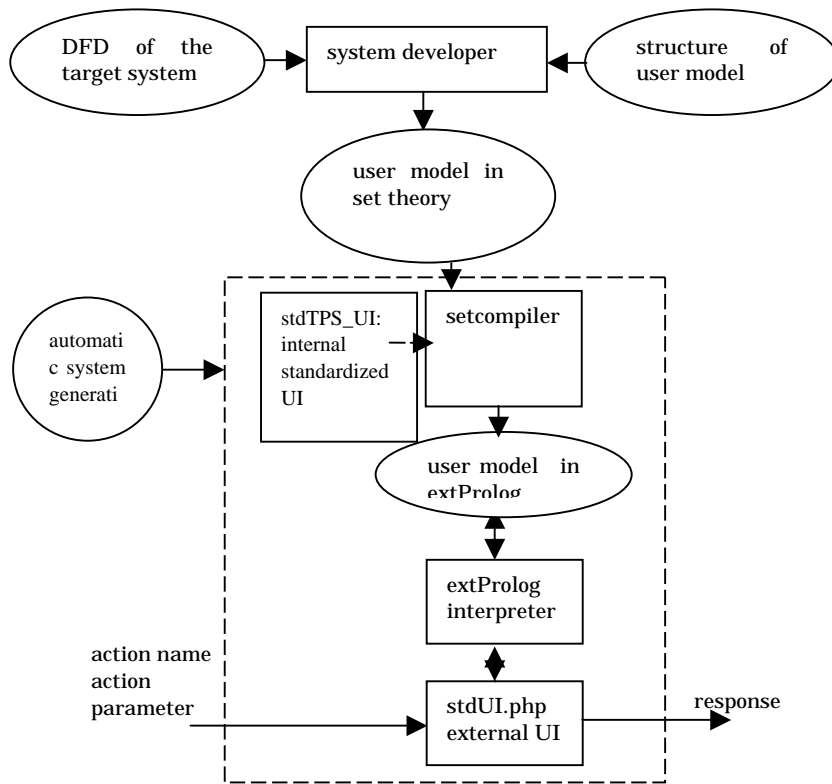 DFD of the
target system
system developer
structure of
user model
user model in
set theory
stdTPS_UI:
internal
standardized
UI
setcompiler
automati
c system
generati
user model in
extProlog
extProlog
interpreter
action name
action
parameter
stdUI.php
external UI
response